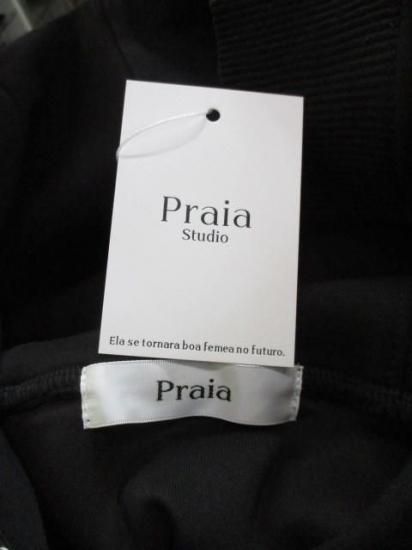 Praia
Studio
Ela se tornara boa femea no futuro.
Praia